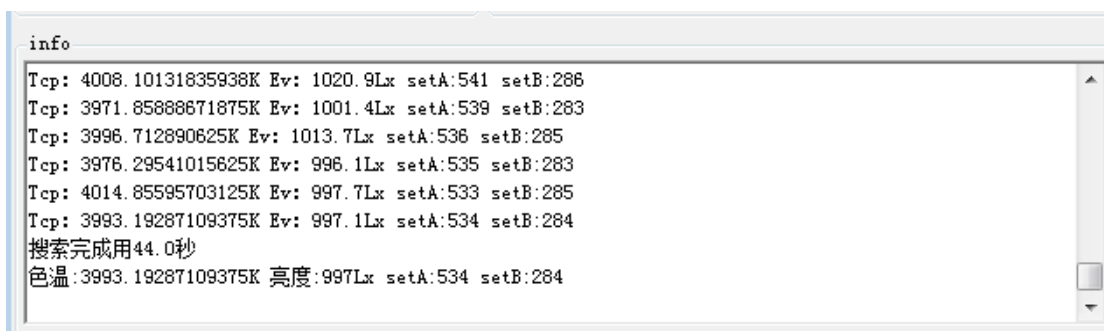 info
Tcp: 4008.10131835938K Ev: 1020.9Lx setA:541 setB:286
Tcp: 3971.85888671875K Ev: 1001.4Lx setA:539 setB:283
Tcp: 3996.712890625K Ev: 1013.7Lx setA:536 setB:285
Tcp: 3976.29541015625K Ev: 996.1Lx setA:535 setB:283
Tcp: 4014.85595703125K Ev: 997.7Lx setA:533 setB:285
Tcp: 3993.19287109375K Ev: 997.1Lx setA:534 setB:284
搜索完成用44.0秒
色温:3993.19287109375K 亮度:997Lx setA:534 setB:284